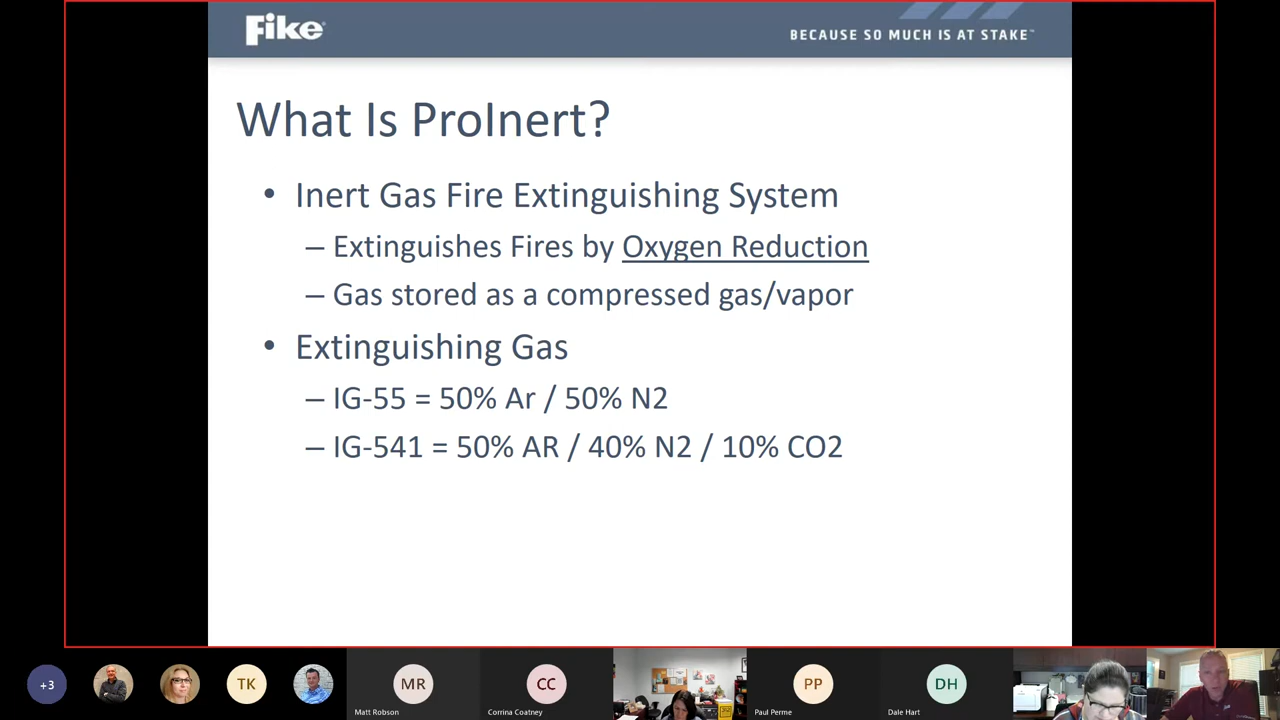 Fike
BECAUSE SO MUCH IS AT STAKE™
What Is ProInert?
• Inert Gas Fire Extinguishing System
– Extinguishes Fires by Oxygen Reduction
– Gas stored as a compressed gas/vapor
• Extinguishing Gas
– IG-55 = 50% Ar / 50% N2
– IG-541 = 50% AR / 40% N2 / 10% CO2
+3
TK
MR
CC
PP
DH
Matt Robson
Corrina Coatney
Paul Perme
Dale Hart